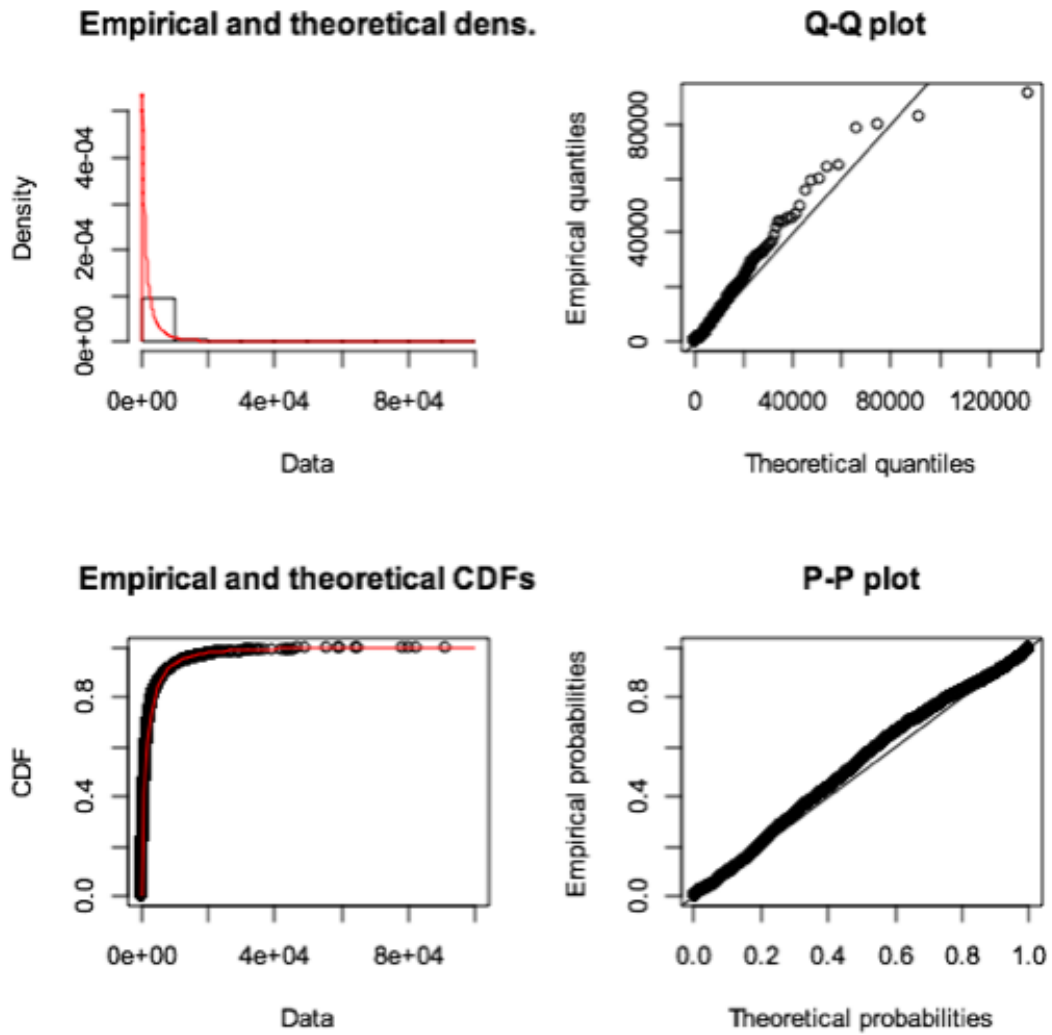 Empirical and theoretical dens.
Density
0e+00 2e-04 4e-04
0e+00 4e+04 8e+04
Data
Q-Q plot
Empirical quantiles
0 40000 80000
0 40000 80000 120000
Theoretical quantiles
Empirical and theoretical CDFs
CDF
0.0 0.4 0.8
0e+00 4e+04 8e+04
Data
P-P plot
Empirical probabilities
0.0 0.4 0.8
0.0 0.2 0.4 0.6 0.8 1.0
Theoretical probabilities